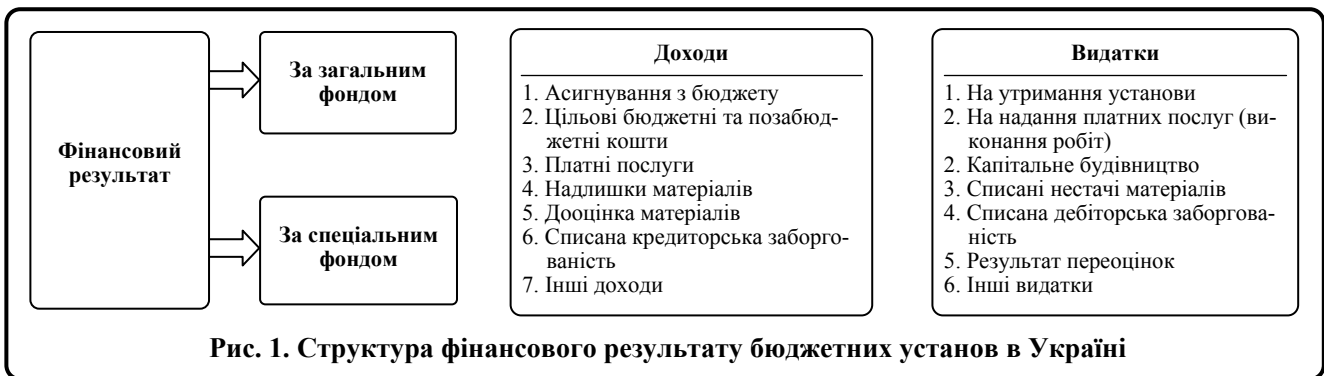 Фінансовий
результат
За загальним
фондом
За спеціальним
фондом
Доходи
1. Асигнування з бюджету
2. Цільові бюджетні та позабюд-
жетні кошти
3. Платні послуги
4. Надлишки матеріалів
5. Дооцінка матеріалів
6. Списана кредиторська заборго-
ваність
7. Інші доходи
Видатки
1. На утримання установи
2. На надання платних послуг (ви-
конання робіт)
2. Капітальне будівництво
3. Списані нестачі матеріалів
4. Списана дебіторська заборгова-
ність
5. Результат переоцінок
6. Інші видатки
Рис. 1. Структура фінансового результату бюджетних установ в Україні